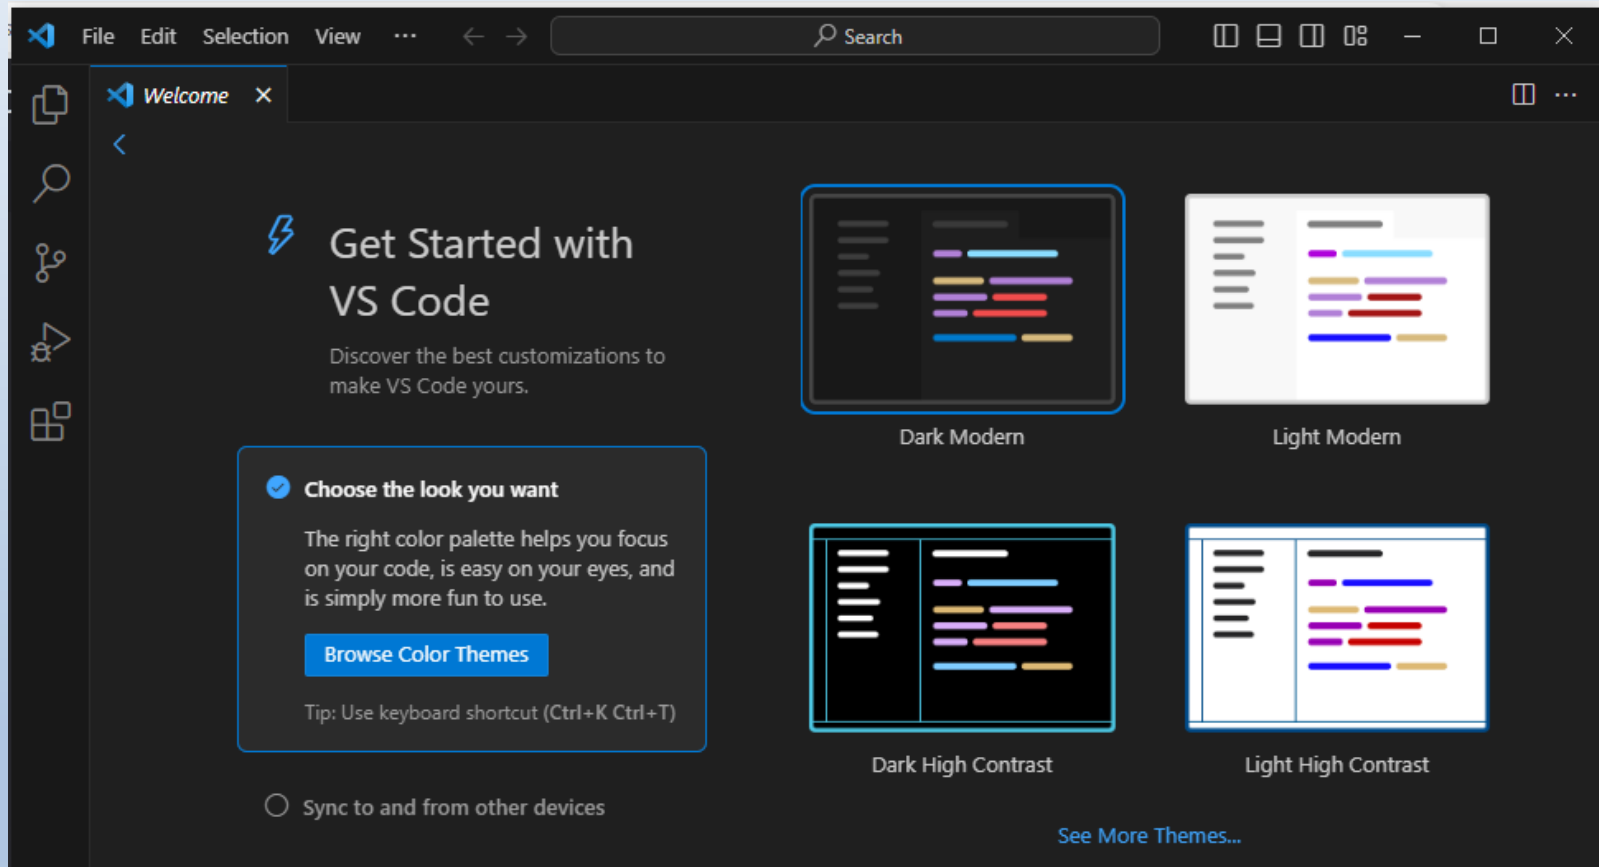 File Edit Selection View ··· Search
Welcome
Get Started with
VS Code
Discover the best customizations to
make VS Code yours.
Choose the look you want
The right color palette helps you focus
on your code, is easy on your eyes, and
is simply more fun to use.
Browse Color Themes
Tip: Use keyboard shortcut (Ctrl+K Ctrl+T)
Sync to and from other devices
Dark Modern
Light Modern
Dark High Contrast
Light High Contrast
See More Themes...